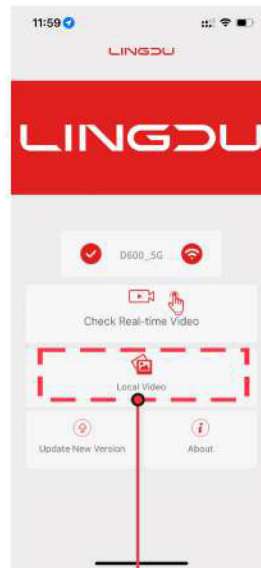 11:59
LINGDU
LINGDU
D600_5G
Check Real-time Video
Local Video
Update New Version
About